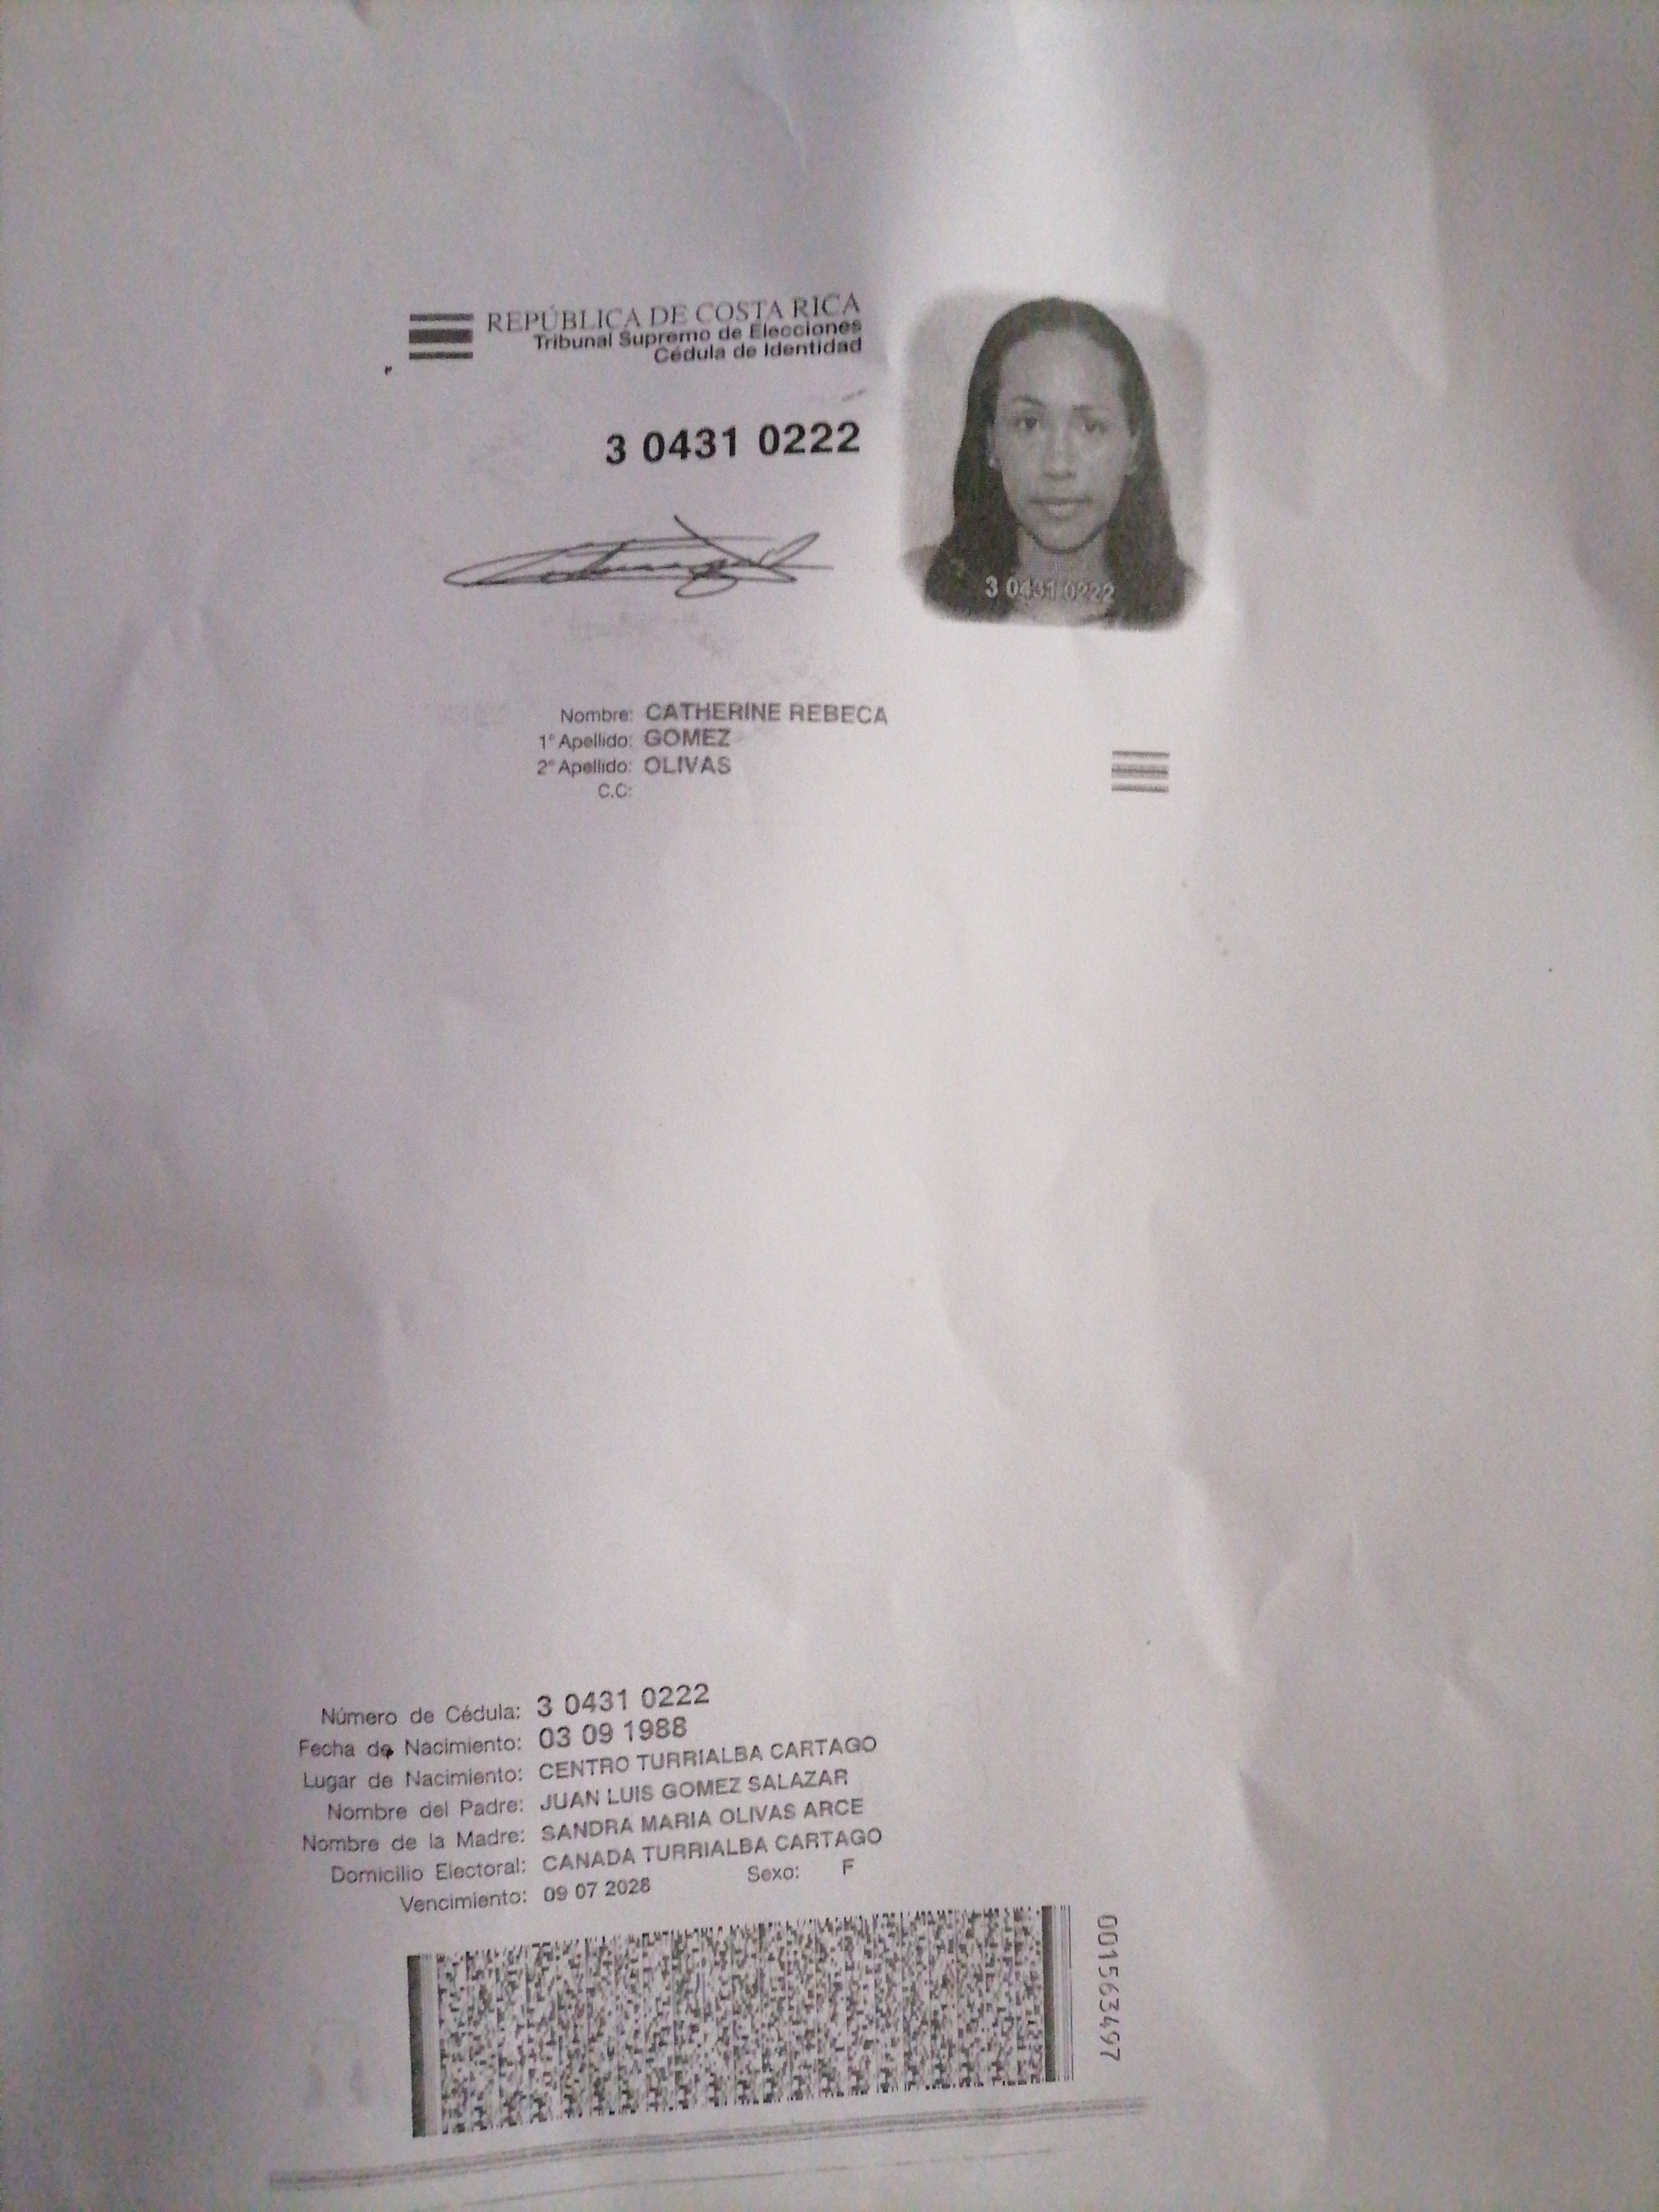 REPÚBLICA DE COSTA RICA
Tribunal Supremo de Elecciones
Cédula de Identidad
3 0431 0222
3 0431 0222
Nombre: CATHERINE REBECA
1° Apellido: GOMEZ
2° Apellido: OLIVAS
C.C:
Número de Cédula: 3 0431 0222
Fecha de Nacimiento: 03 09 1988
Lugar de Nacimiento: CENTRO TURRIALBA CARTAGO
Nombre del Padre: JUAN LUIS GOMEZ SALAZAR
Nombre de la Madre: SANDRA MARIA OLIVAS ARCE
Domicilio Electoral: CANADA TURRIALBA CARTAGO
Vencimiento: 09 07 2028 Sexo: F
001563497